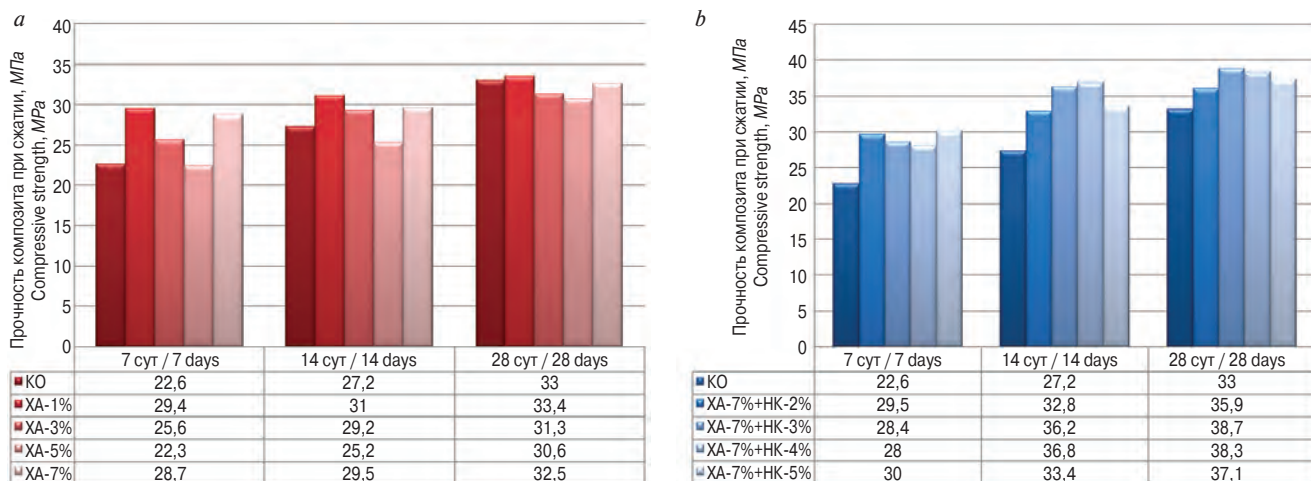 a
Прочность композита при сжатии, МПа
Compressive strength, MPa
40
35
30
25
20
15
10
5
0
7 сут / 7 days 14 сут / 14 days 28 сут / 28 days
КО 22,6 27,2 33
ХА-1% 29,4 31 33,4
ХА-3% 25,6 29,2 31,3
ХА-5% 22,3 25,2 30,6
ХА-7% 28,7 29,5 32,5
b
Прочность композита при сжатии, МПа
Compressive strength, MPa
45
40
35
30
25
20
15
10
5
0
7 сут / 7 days 14 сут / 14 days 28 сут / 28 days
КО 22,6 27,2 33
ХА-7%+НК-2% 29,5 32,8 35,9
ХА-7%+НК-3% 28,4 36,2 38,7
ХА-7%+НК-4% 28 36,8 38,3
ХА-7%+НК-5% 30 33,4 37,1